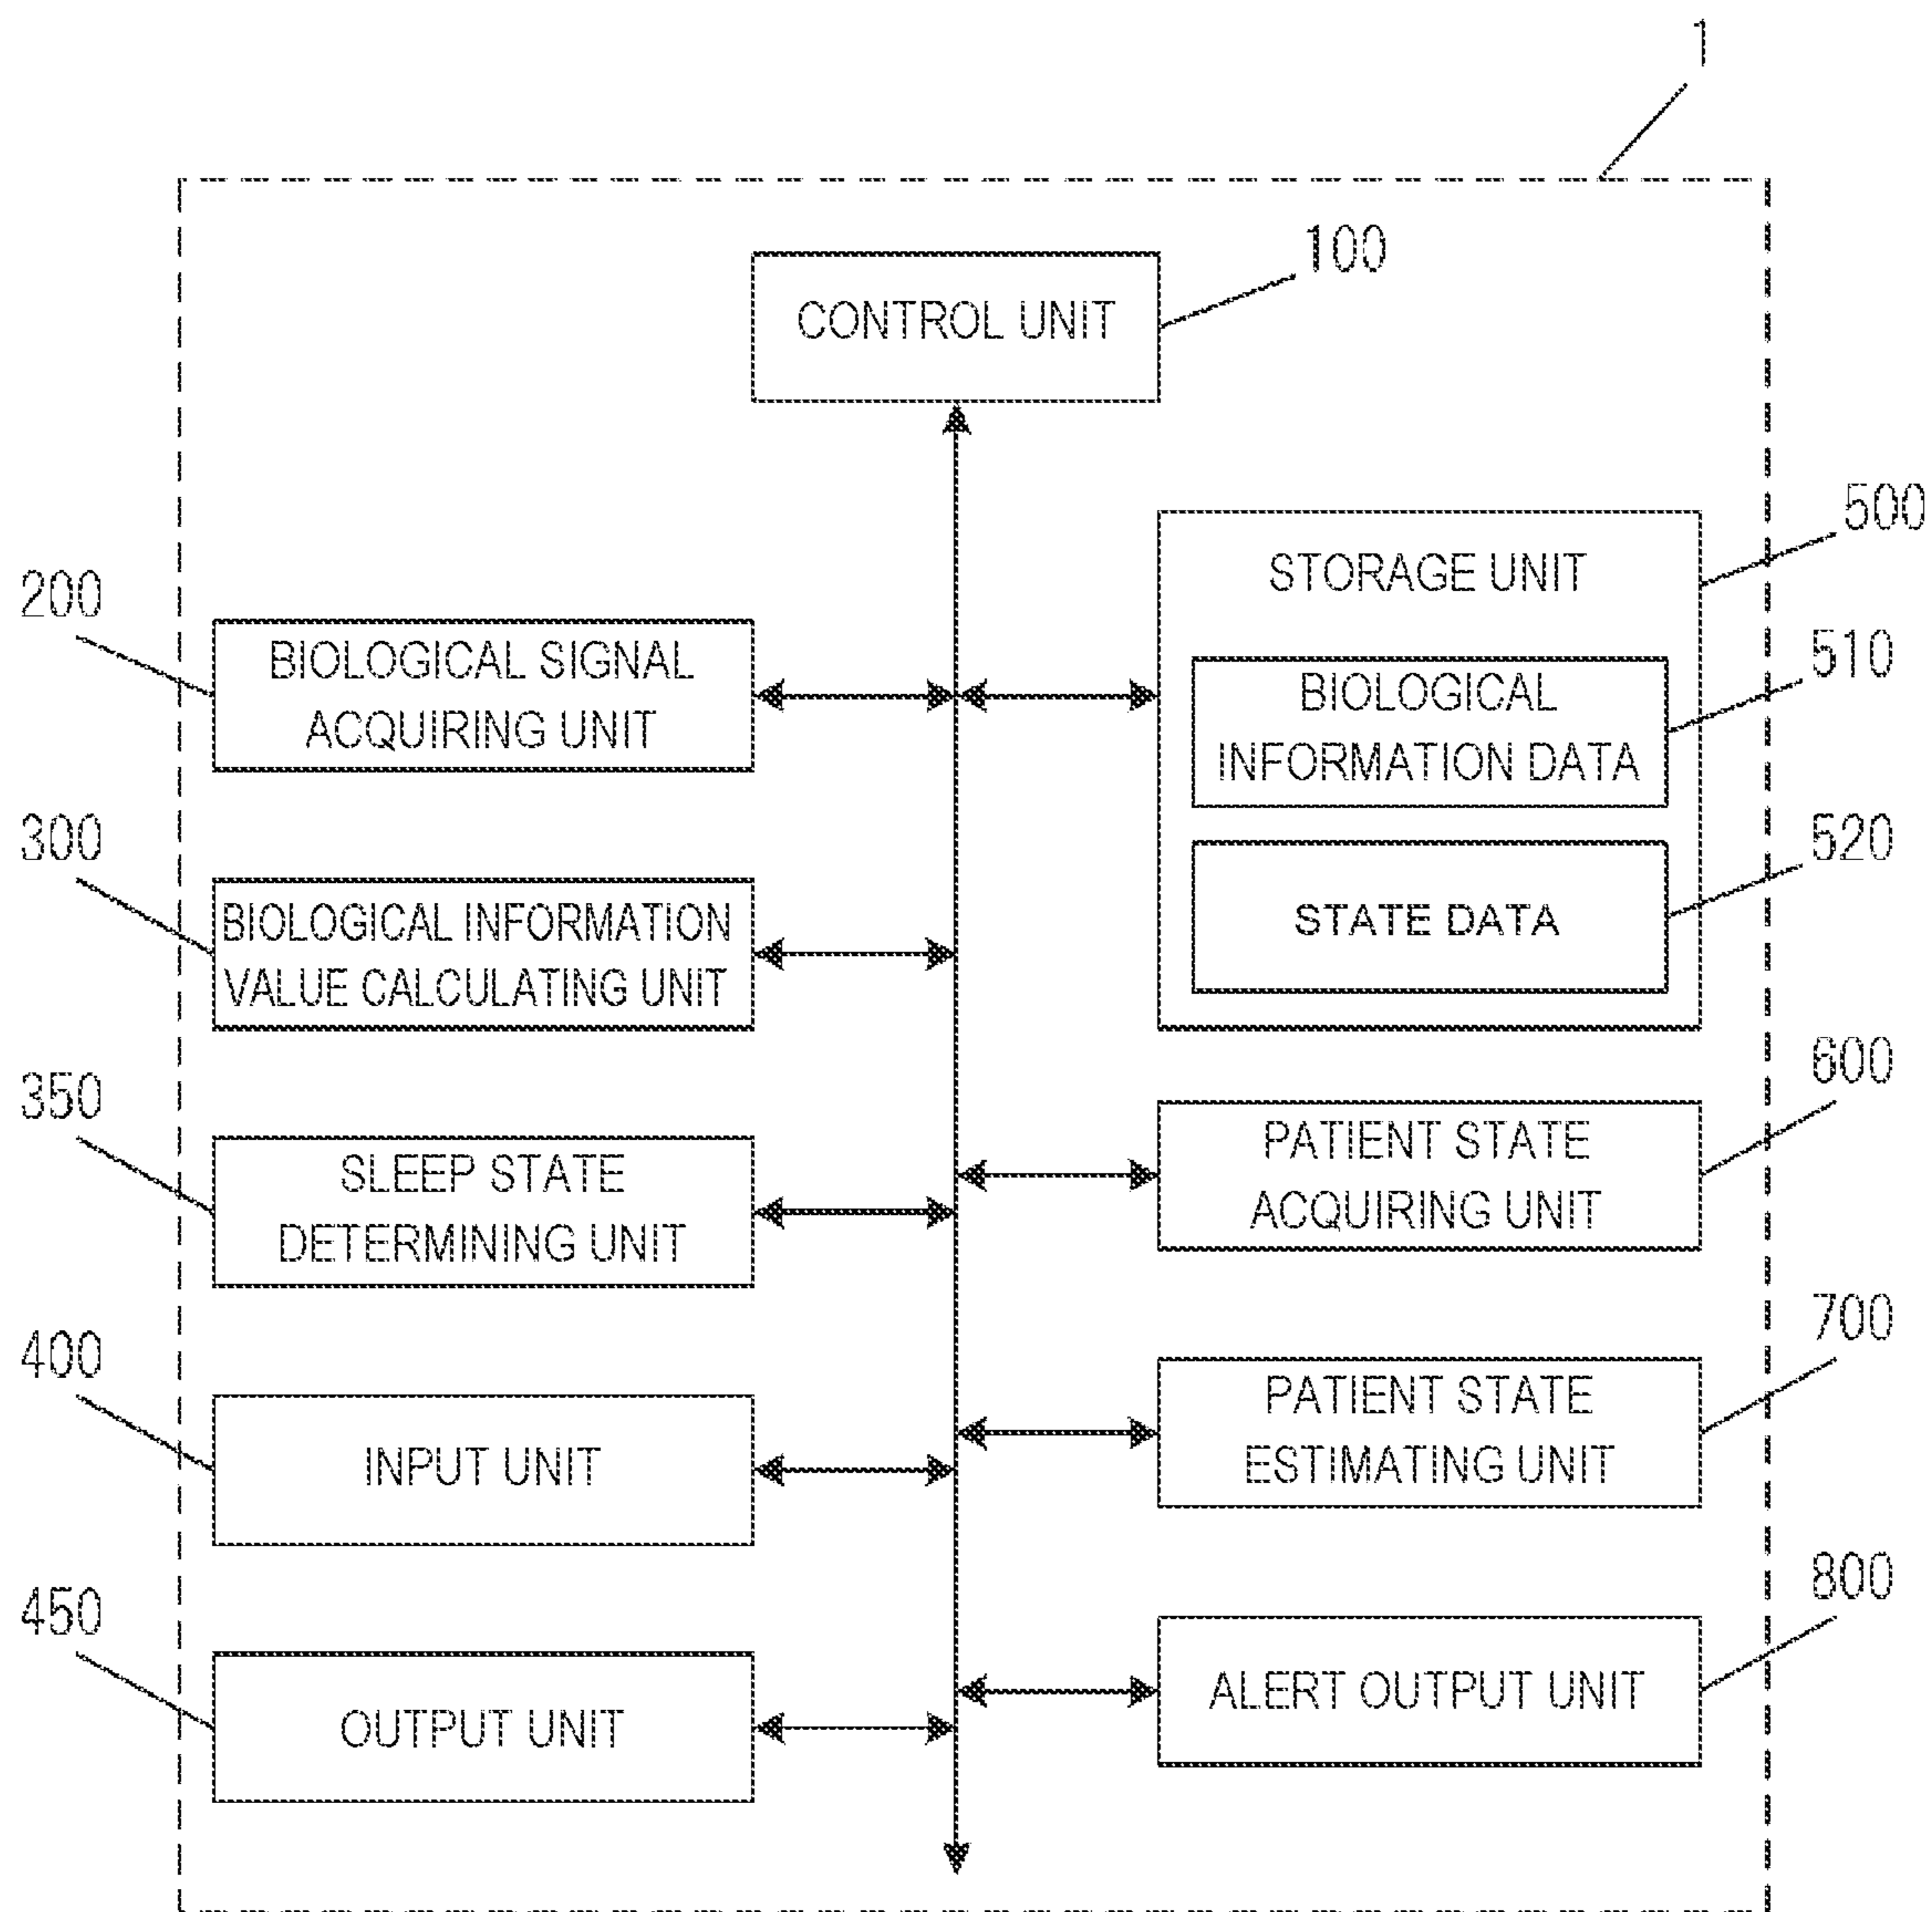 1
100
CONTROL UNIT
500
STORAGE UNIT
200
BIOLOGICAL SIGNAL
ACQUIRING UNIT
510
BIOLOGICAL
INFORMATION DATA
300
BIOLOGICAL INFORMATION
VALUE CALCULATING UNIT
520
STATE DATA
350
SLEEP STATE
DETERMINING UNIT
600
PATIENT STATE
ACQUIRING UNIT
400
INPUT UNIT
700
PATIENT STATE
ESTIMATING UNIT
450
OUTPUT UNIT
800
ALERT OUTPUT UNIT